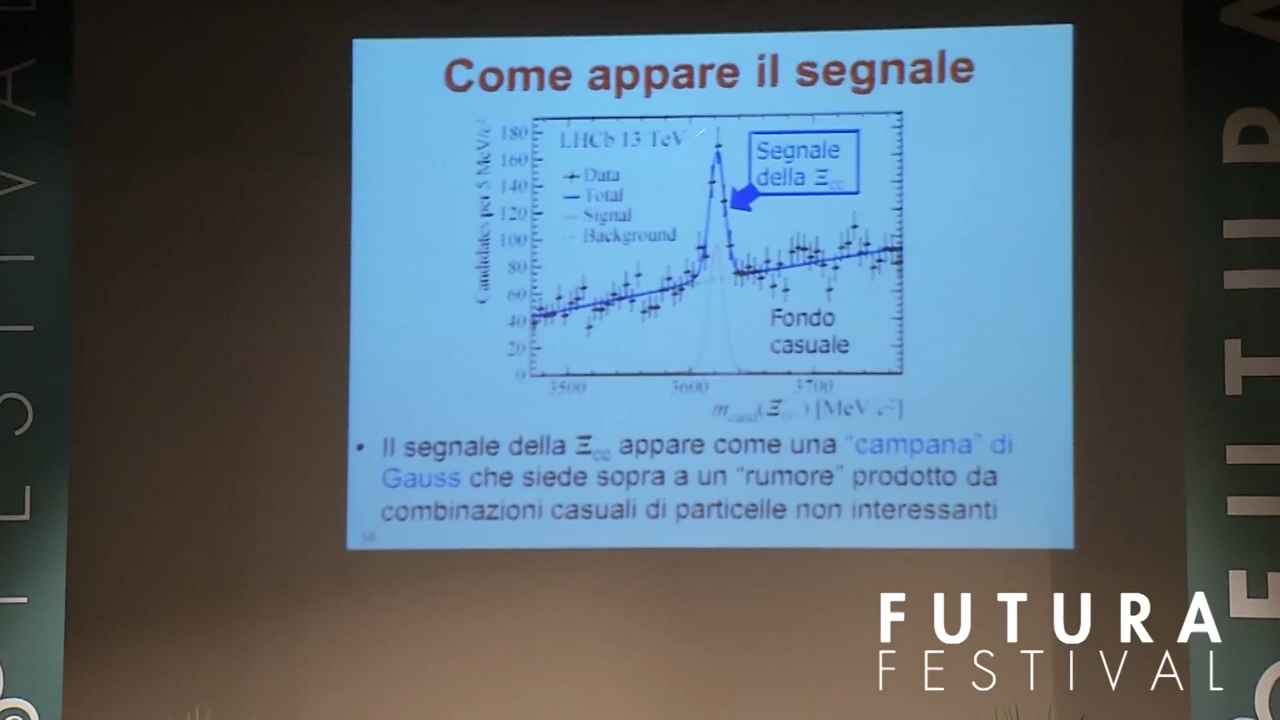 Come appare il segnale
LHCb 13 TeV
Data
Total
Signal
Background
Segnale
della Ξcc
Fondo
casuale
Candidates per 5 MeV/c²
180
160
140
120
100
80
60
40
20
0
3500
3600
3700
[MeV/c²]
• Il segnale della Ξcc appare come una “campana” di
Gauss che siede sopra a un “rumore” prodotto da
combinazioni casuali di particelle non interessanti
FUTURA
FESTIVAL